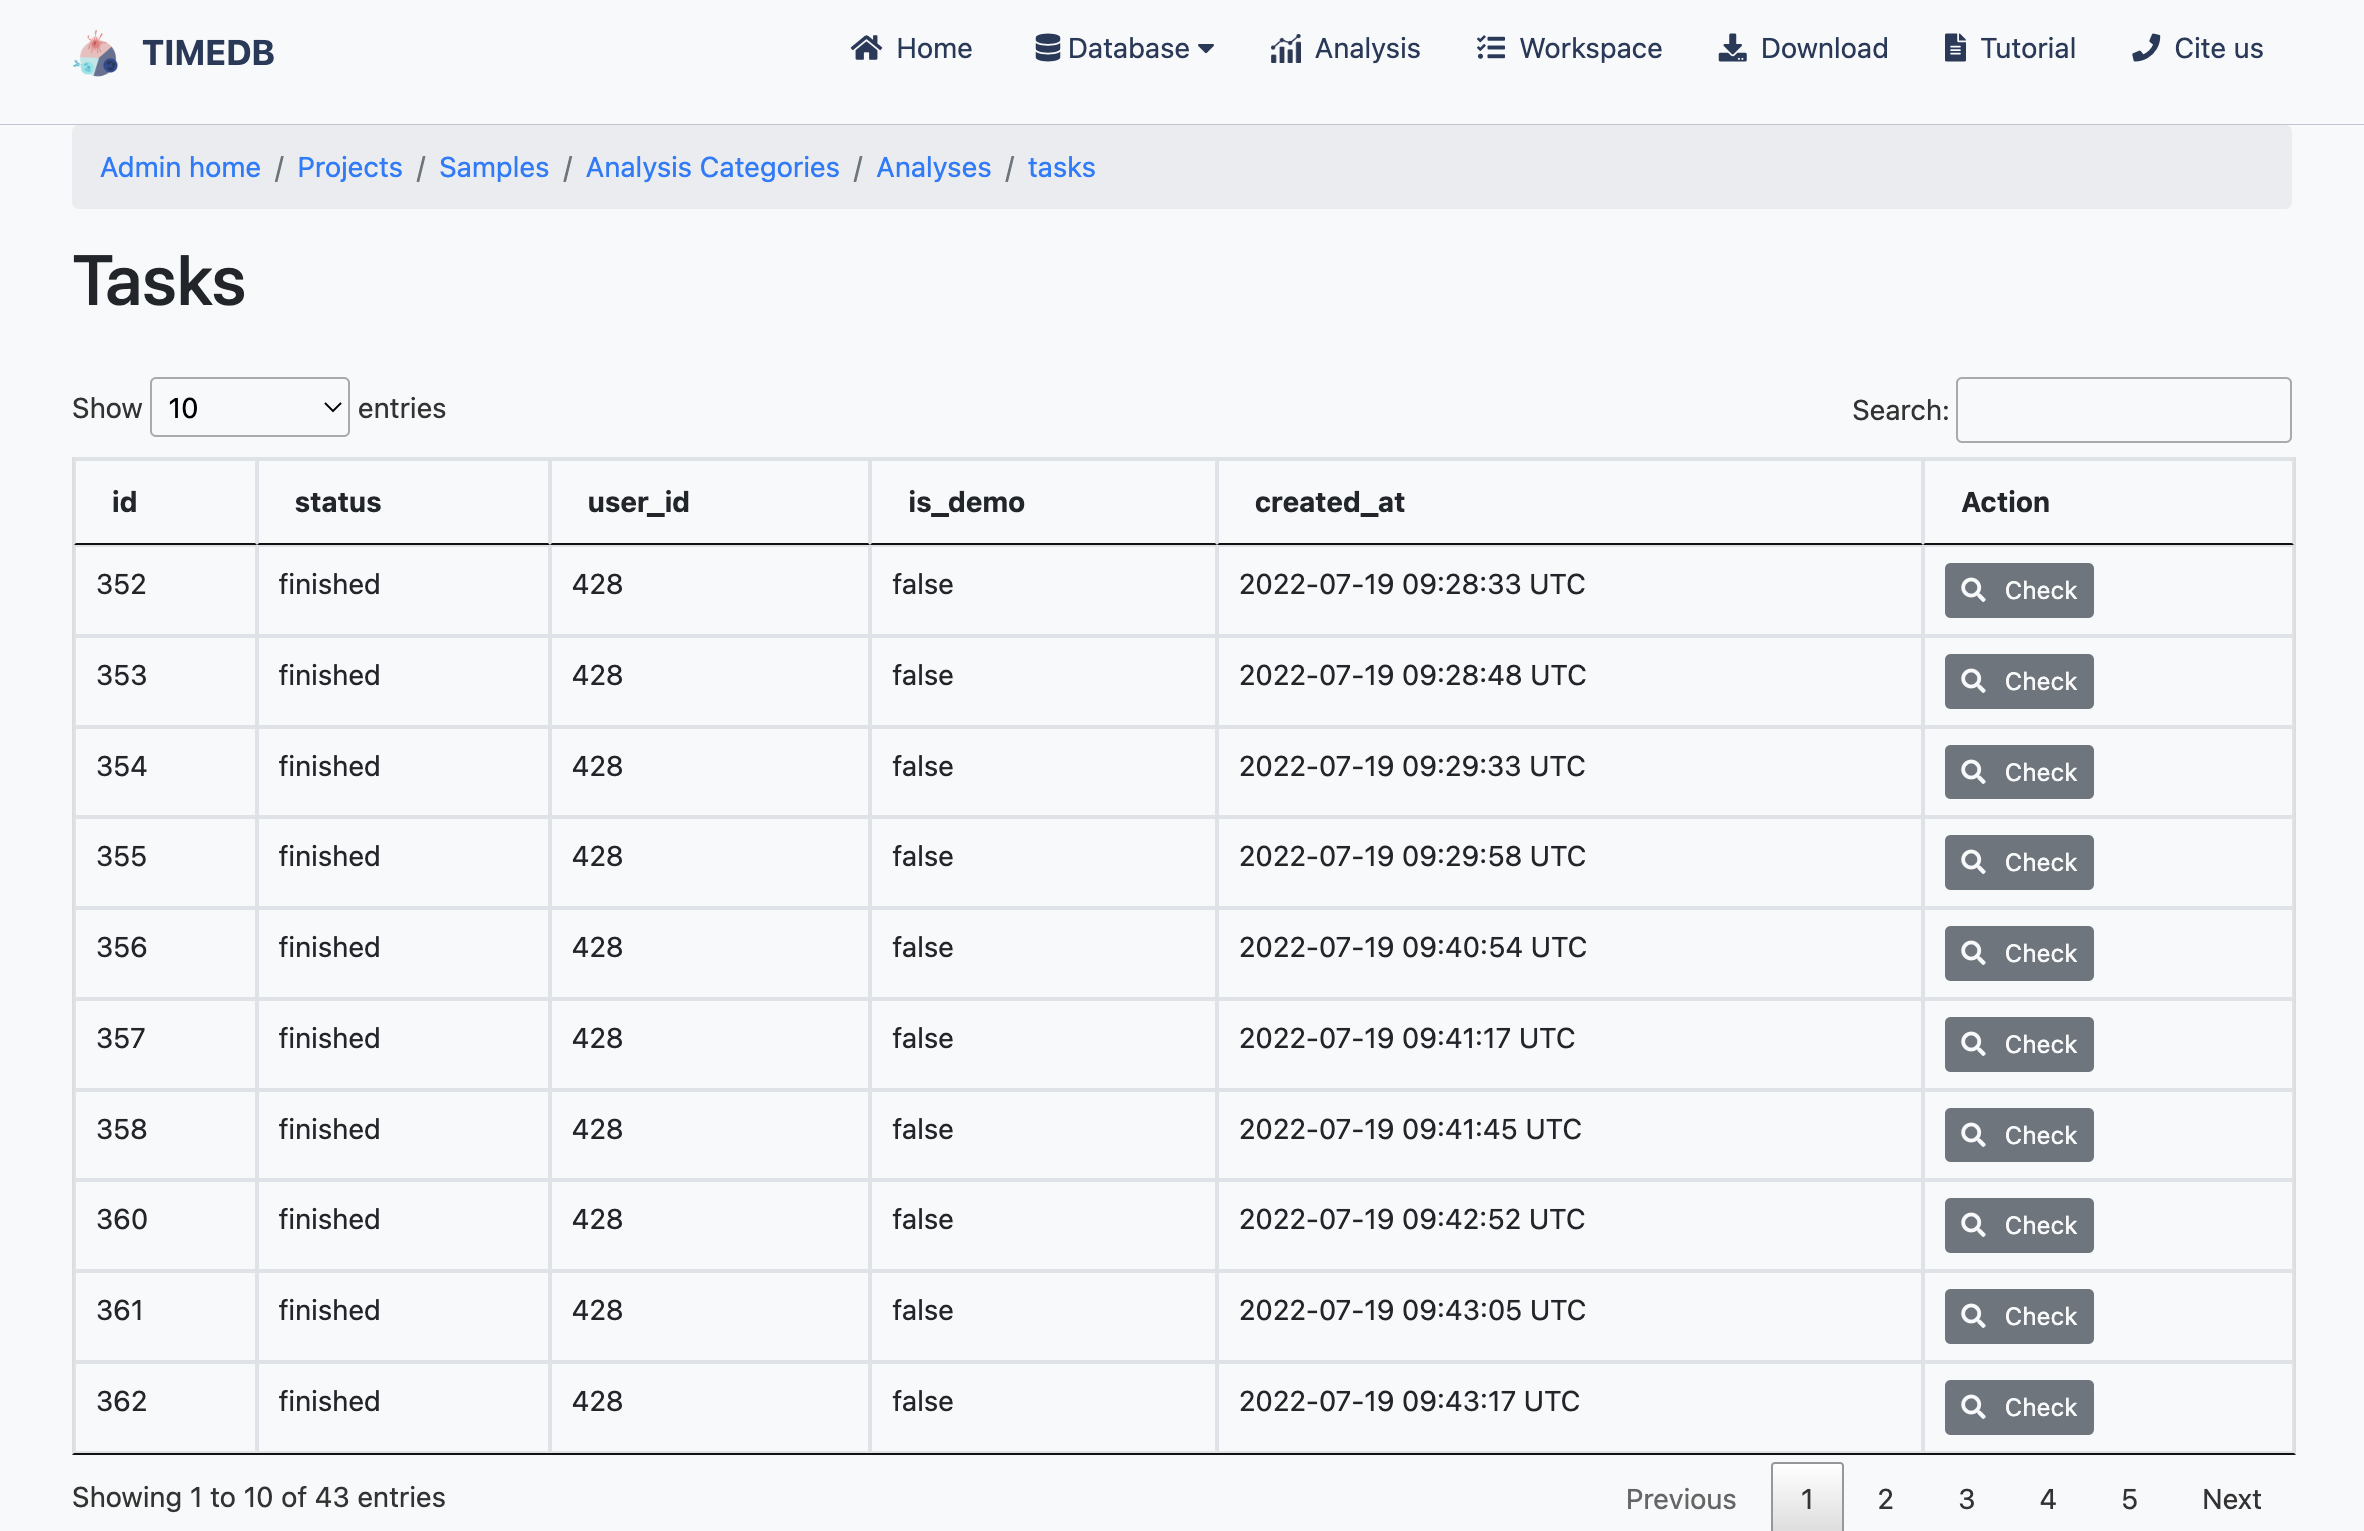 TIMEDB Home Database Analysis Workspace Download Tutorial Cite us
Admin home / Projects / Samples / Analysis Categories / Analyses / tasks
Tasks
Show 10 entries Search:
id status user_id is_demo created_at Action
352 finished 428 false 2022-07-19 09:28:33 UTC Check
353 finished 428 false 2022-07-19 09:28:48 UTC Check
354 finished 428 false 2022-07-19 09:29:33 UTC Check
355 finished 428 false 2022-07-19 09:29:58 UTC Check
356 finished 428 false 2022-07-19 09:40:54 UTC Check
357 finished 428 false 2022-07-19 09:41:17 UTC Check
358 finished 428 false 2022-07-19 09:41:45 UTC Check
360 finished 428 false 2022-07-19 09:42:52 UTC Check
361 finished 428 false 2022-07-19 09:43:05 UTC Check
362 finished 428 false 2022-07-19 09:43:17 UTC Check
Showing 1 to 10 of 43 entries Previous 1 2 3 4 5 Next